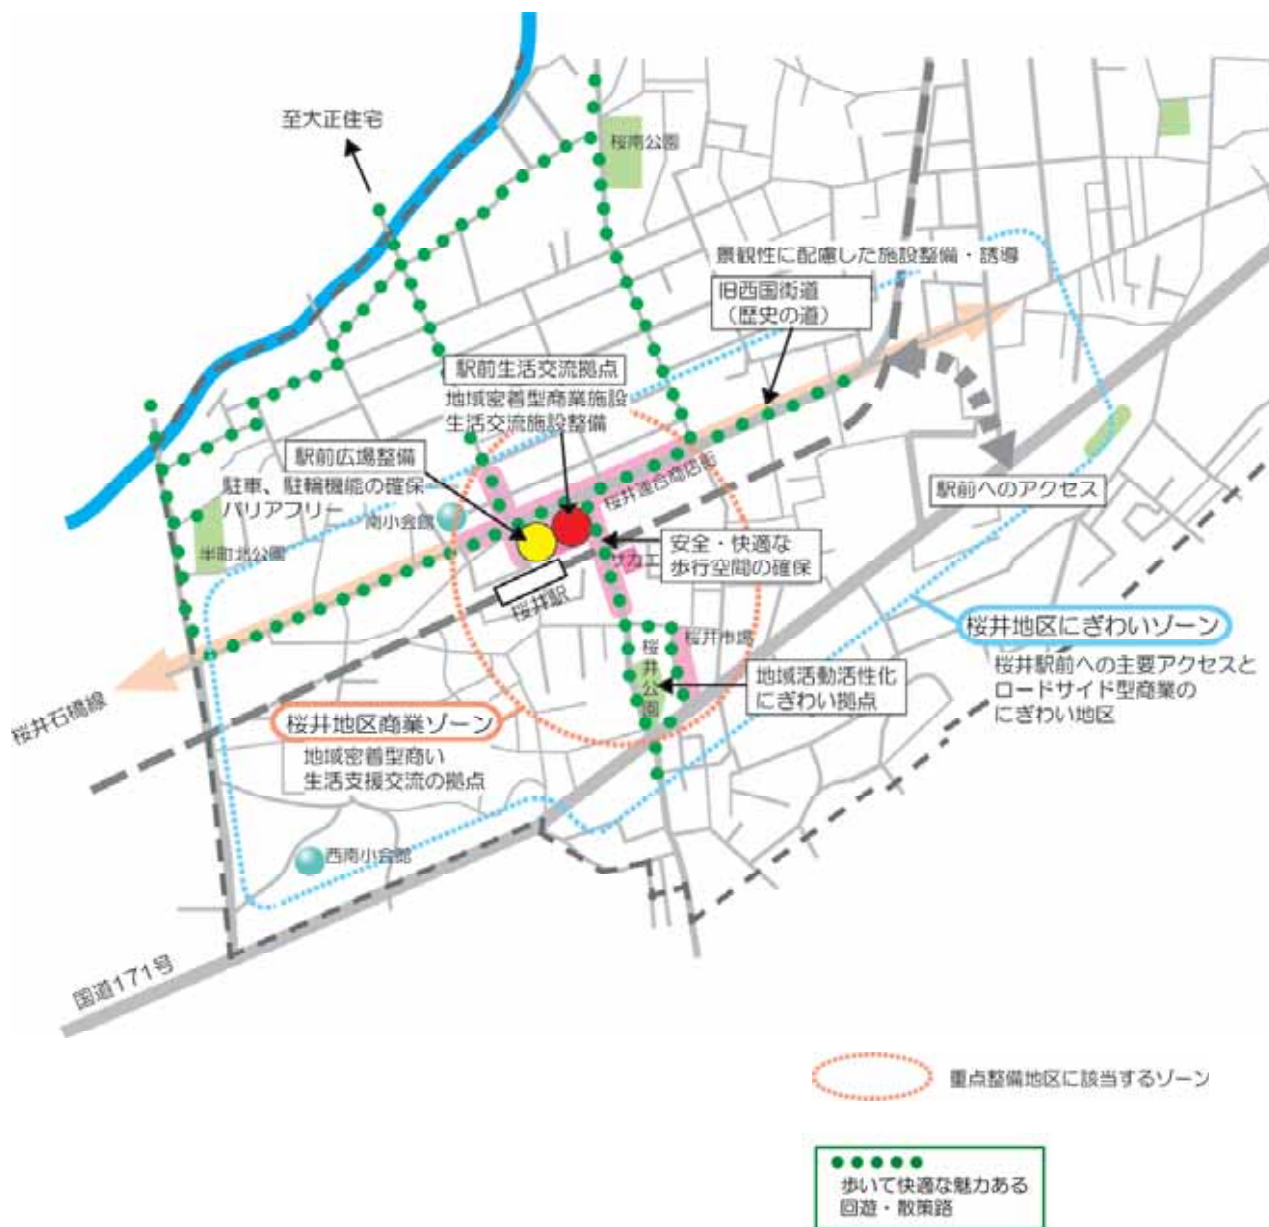 至大正住宅
桜南公園
景観性に配慮した施設整備・誘導
旧西国街道
(歴史の道)
駅前生活交流拠点
地域密着型商業施設
生活交流施設整備
駅前広場整備
駐車、駐輪機能の確保
バリアフリー
南小会館
桜井連合商店街
駅前へのアクセス
半町北公園
安全・快適な
歩行空間の確保
サカエ
桜井駅
桜井市場
桜井公園
桜井地区にぎわいゾーン
桜井駅前への主要アクセスと
ロードサイド型商業の
にぎわい地区
地域活動活性化
にぎわい拠点
桜井石橋線
桜井地区商業ゾーン
地域密着型商い
生活支援交流の拠点
西南小会館
国道171号
重点整備地区に該当するゾーン
歩いて快適な魅力ある
回遊・散策路